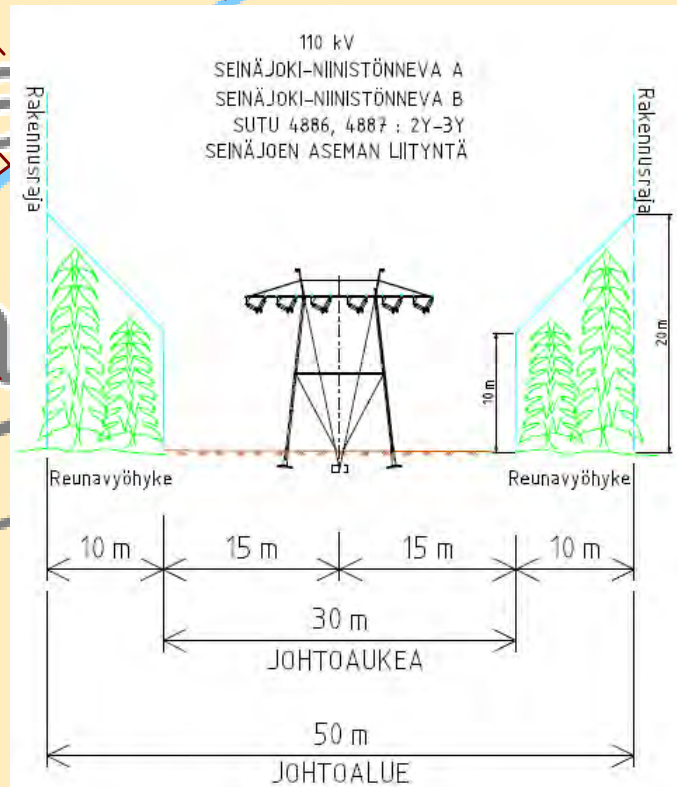 110 kV
SEINÄJOKI-NIINISTÖNNEVA A
SEINÄJOKI-NIINISTÖNNEVA B
SUTU 4886, 4887 : 2Y-3Y
SEINÄJOEN ASEMAN LIITYNTÄ
Rakennusraja
Rakennusraja
10 m
20 m
Reunavyöhyke
Reunavyöhyke
10 m
15 m
15 m
10 m
30 m
JOHTOAUKEA
50 m
JOHTOALUE